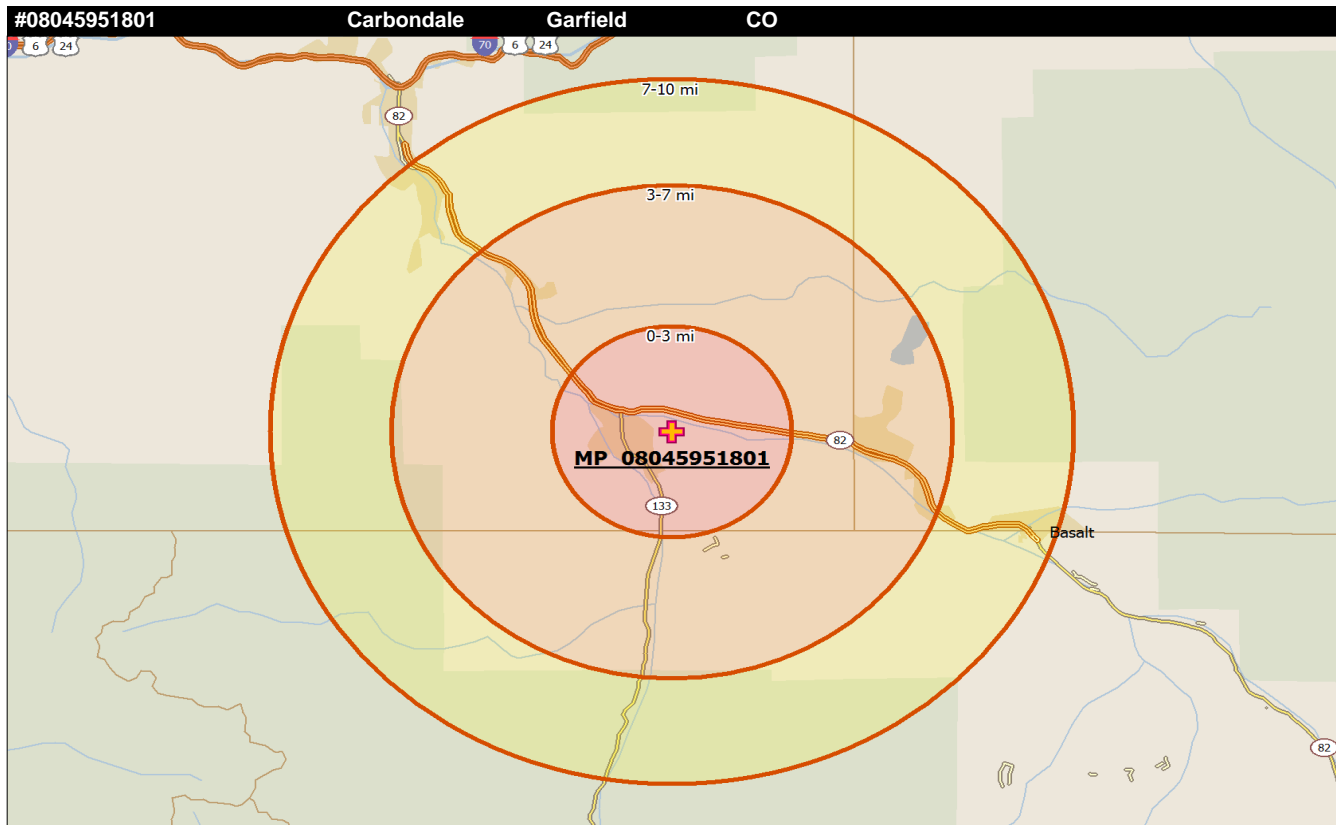 #08045951801 Carbondale Garfield CO
6 24
70 6 24
7-10 mi
82
3-7 mi
0-3 mi
82
MP 08045951801
133
Basalt
82